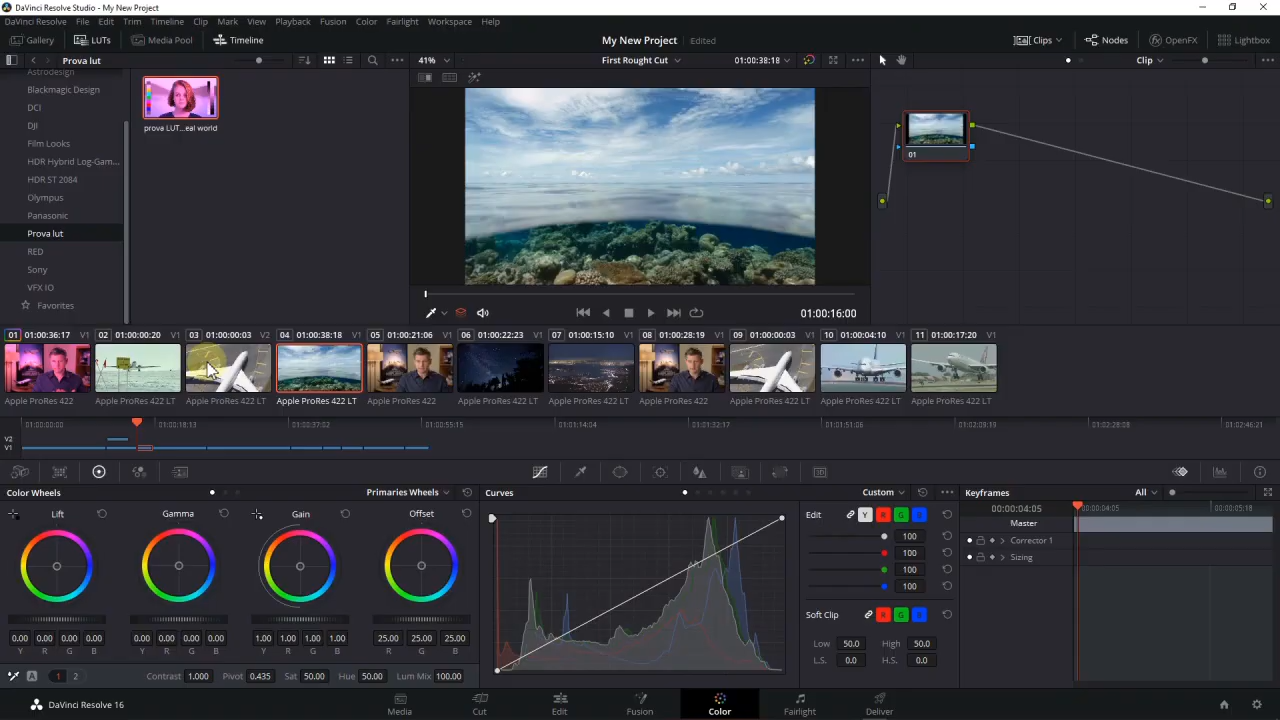 DaVinci Resolve Studio - My New Project
DaVinci Resolve File Edit Trim Timeline Clip Mark View Playback Fusion Color Fairlight Workspace Help
Gallery LUTs Media Pool Timeline My New Project Edited Clips Nodes OpenFX Lightbox
Prova lut 41% First Rought Cut 01:00:38:18 Clip
Astrodesign
Blackmagic Design
DCI
DJI
Film Looks
HDR Hybrid Log-Gam...
HDR ST 2084
Olympus
Panasonic
Prova lut
RED
Sony
VFX IO
Favorites
prova LUT...eal world
01
01:00:16:00
01 01:00:36:17 V1 02 01:00:00:20 V1 03 01:00:00:03 V2 04 01:00:38:18 V1 05 01:00:21:06 V1 06 01:00:22:23 V1 07 01:00:15:10 V1 08 01:00:28:19 V1 09 01:00:00:03 V1 10 01:00:04:10 V1 11 01:00:17:20 V1
Apple ProRes 422 Apple ProRes 422 LT Apple ProRes 422 LT Apple ProRes 422 LT Apple ProRes 422 Apple ProRes 422 LT Apple ProRes 422 LT Apple ProRes 422 Apple ProRes 422 LT Apple ProRes 422 LT Apple ProRes 422 LT
01:00:00:00 01:00:18:13 01:00:37:02 01:00:55:15 01:01:14:04 01:01:32:17 01:01:51:06 01:02:28:08 01:02:46:21
V2
V1
Color Wheels Primaries Wheels Curves Custom Keyframes All
Lift Gamma Gain Offset
Edit Y R G B
100
100
100
100
Soft Clip R G B
Low 50.0 High 50.0
L.S. 0.0 H.S. 0.0
00:00:04:05 00:00:04:05 00:00:05:18
Master
Corrector 1
Sizing
0.00 0.00 0.00 0.00 0.00 0.00 0.00 0.00 1.00 1.00 1.00 1.00 25.00 25.00 25.00
Y R G B Y R G B Y R G B R G B
A 1 2 Contrast 1.000 Pivot 0.435 Sat 50.00 Hue 50.00 Lum Mix 100.00
DaVinci Resolve 16
Media Cut Edit Fusion Color Fairlight Deliver